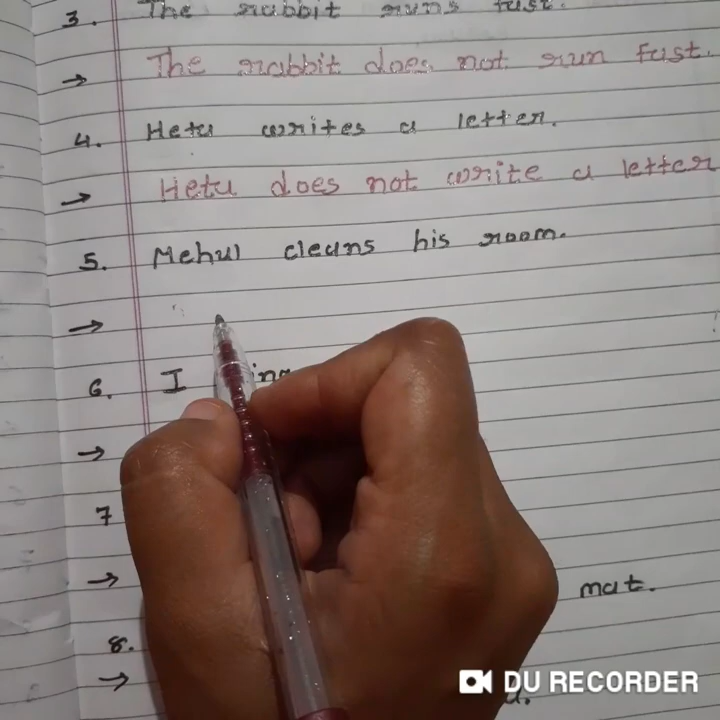 3. The rabbit runs fast.
→ The rabbit does not run fast.
4. Hetu writes a letter.
→ Hetu does not write a letter
5. Mehul cleans his room.
→
6. I
→
7
→ mat.
8.
→
DU RECORDER